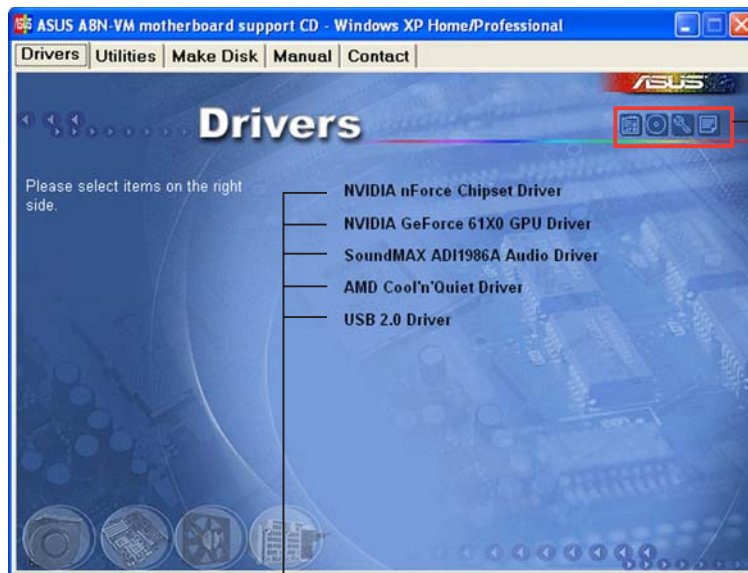 ASUS A8N-VM motherboard support CD - Windows XP Home/Professional
Drivers Utilities Make Disk Manual Contact
ASUS
Drivers
Please select items on the right
side.
NVIDIA nForce Chipset Driver
NVIDIA GeForce 61X0 GPU Driver
SoundMAX ADI1986A Audio Driver
AMD Cool'n'Quiet Driver
USB 2.0 Driver